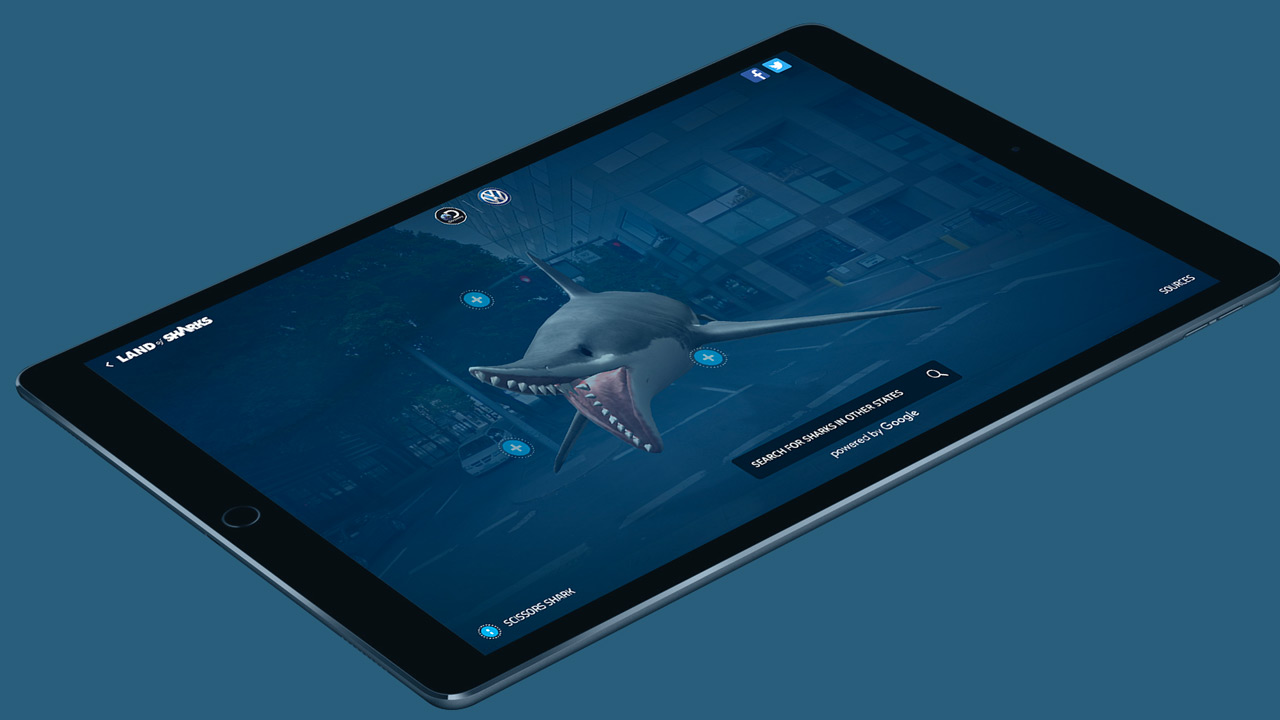 LAND of SHARKS
SOURCES
SEARCH FOR SHARKS IN OTHER STATES
powered by Google
SCISSORS SHARK